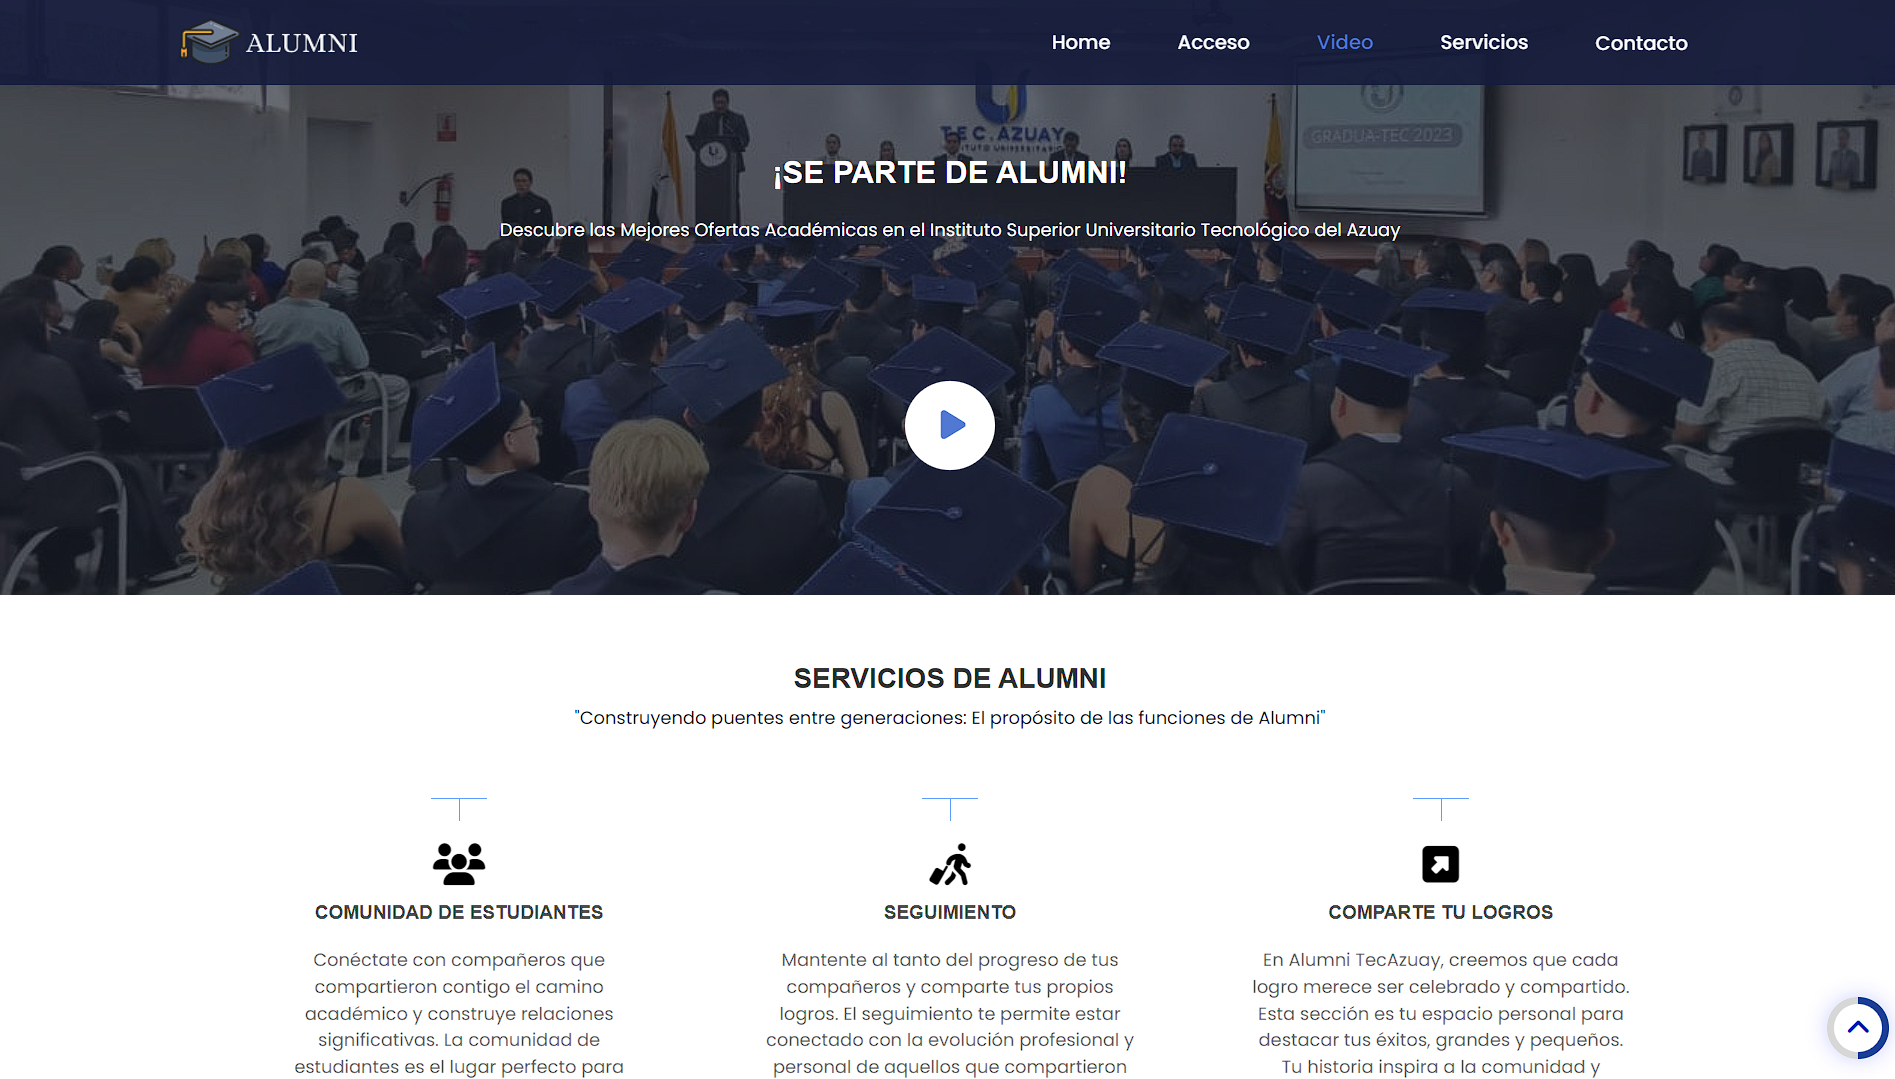 ALUMNI
Home
Acceso
Video
Servicios
Contacto
TEC.AZUAY
GRADUA-TEC 2023
¡SE PARTE DE ALUMNI!
Descubre las Mejores Ofertas Académicas en el Instituto Superior Universitario Tecnológico del Azuay
SERVICIOS DE ALUMNI
"Construyendo puentes entre generaciones: El propósito de las funciones de Alumni"
COMUNIDAD DE ESTUDIANTES
Conéctate con compañeros que
compartieron contigo el camino
académico y construye relaciones
significativas. La comunidad de
estudiantes es el lugar perfecto para
SEGUIMIENTO
Mantente al tanto del progreso de tus
compañeros y comparte tus propios
logros. El seguimiento te permite estar
conectado con la evolución profesional y
personal de aquellos que compartieron
COMPARTE TU LOGROS
En Alumni TecAzuay, creemos que cada
logro merece ser celebrado y compartido.
Esta sección es tu espacio personal para
destacar tus éxitos, grandes y pequeños.
Tu historia inspira a la comunidad y